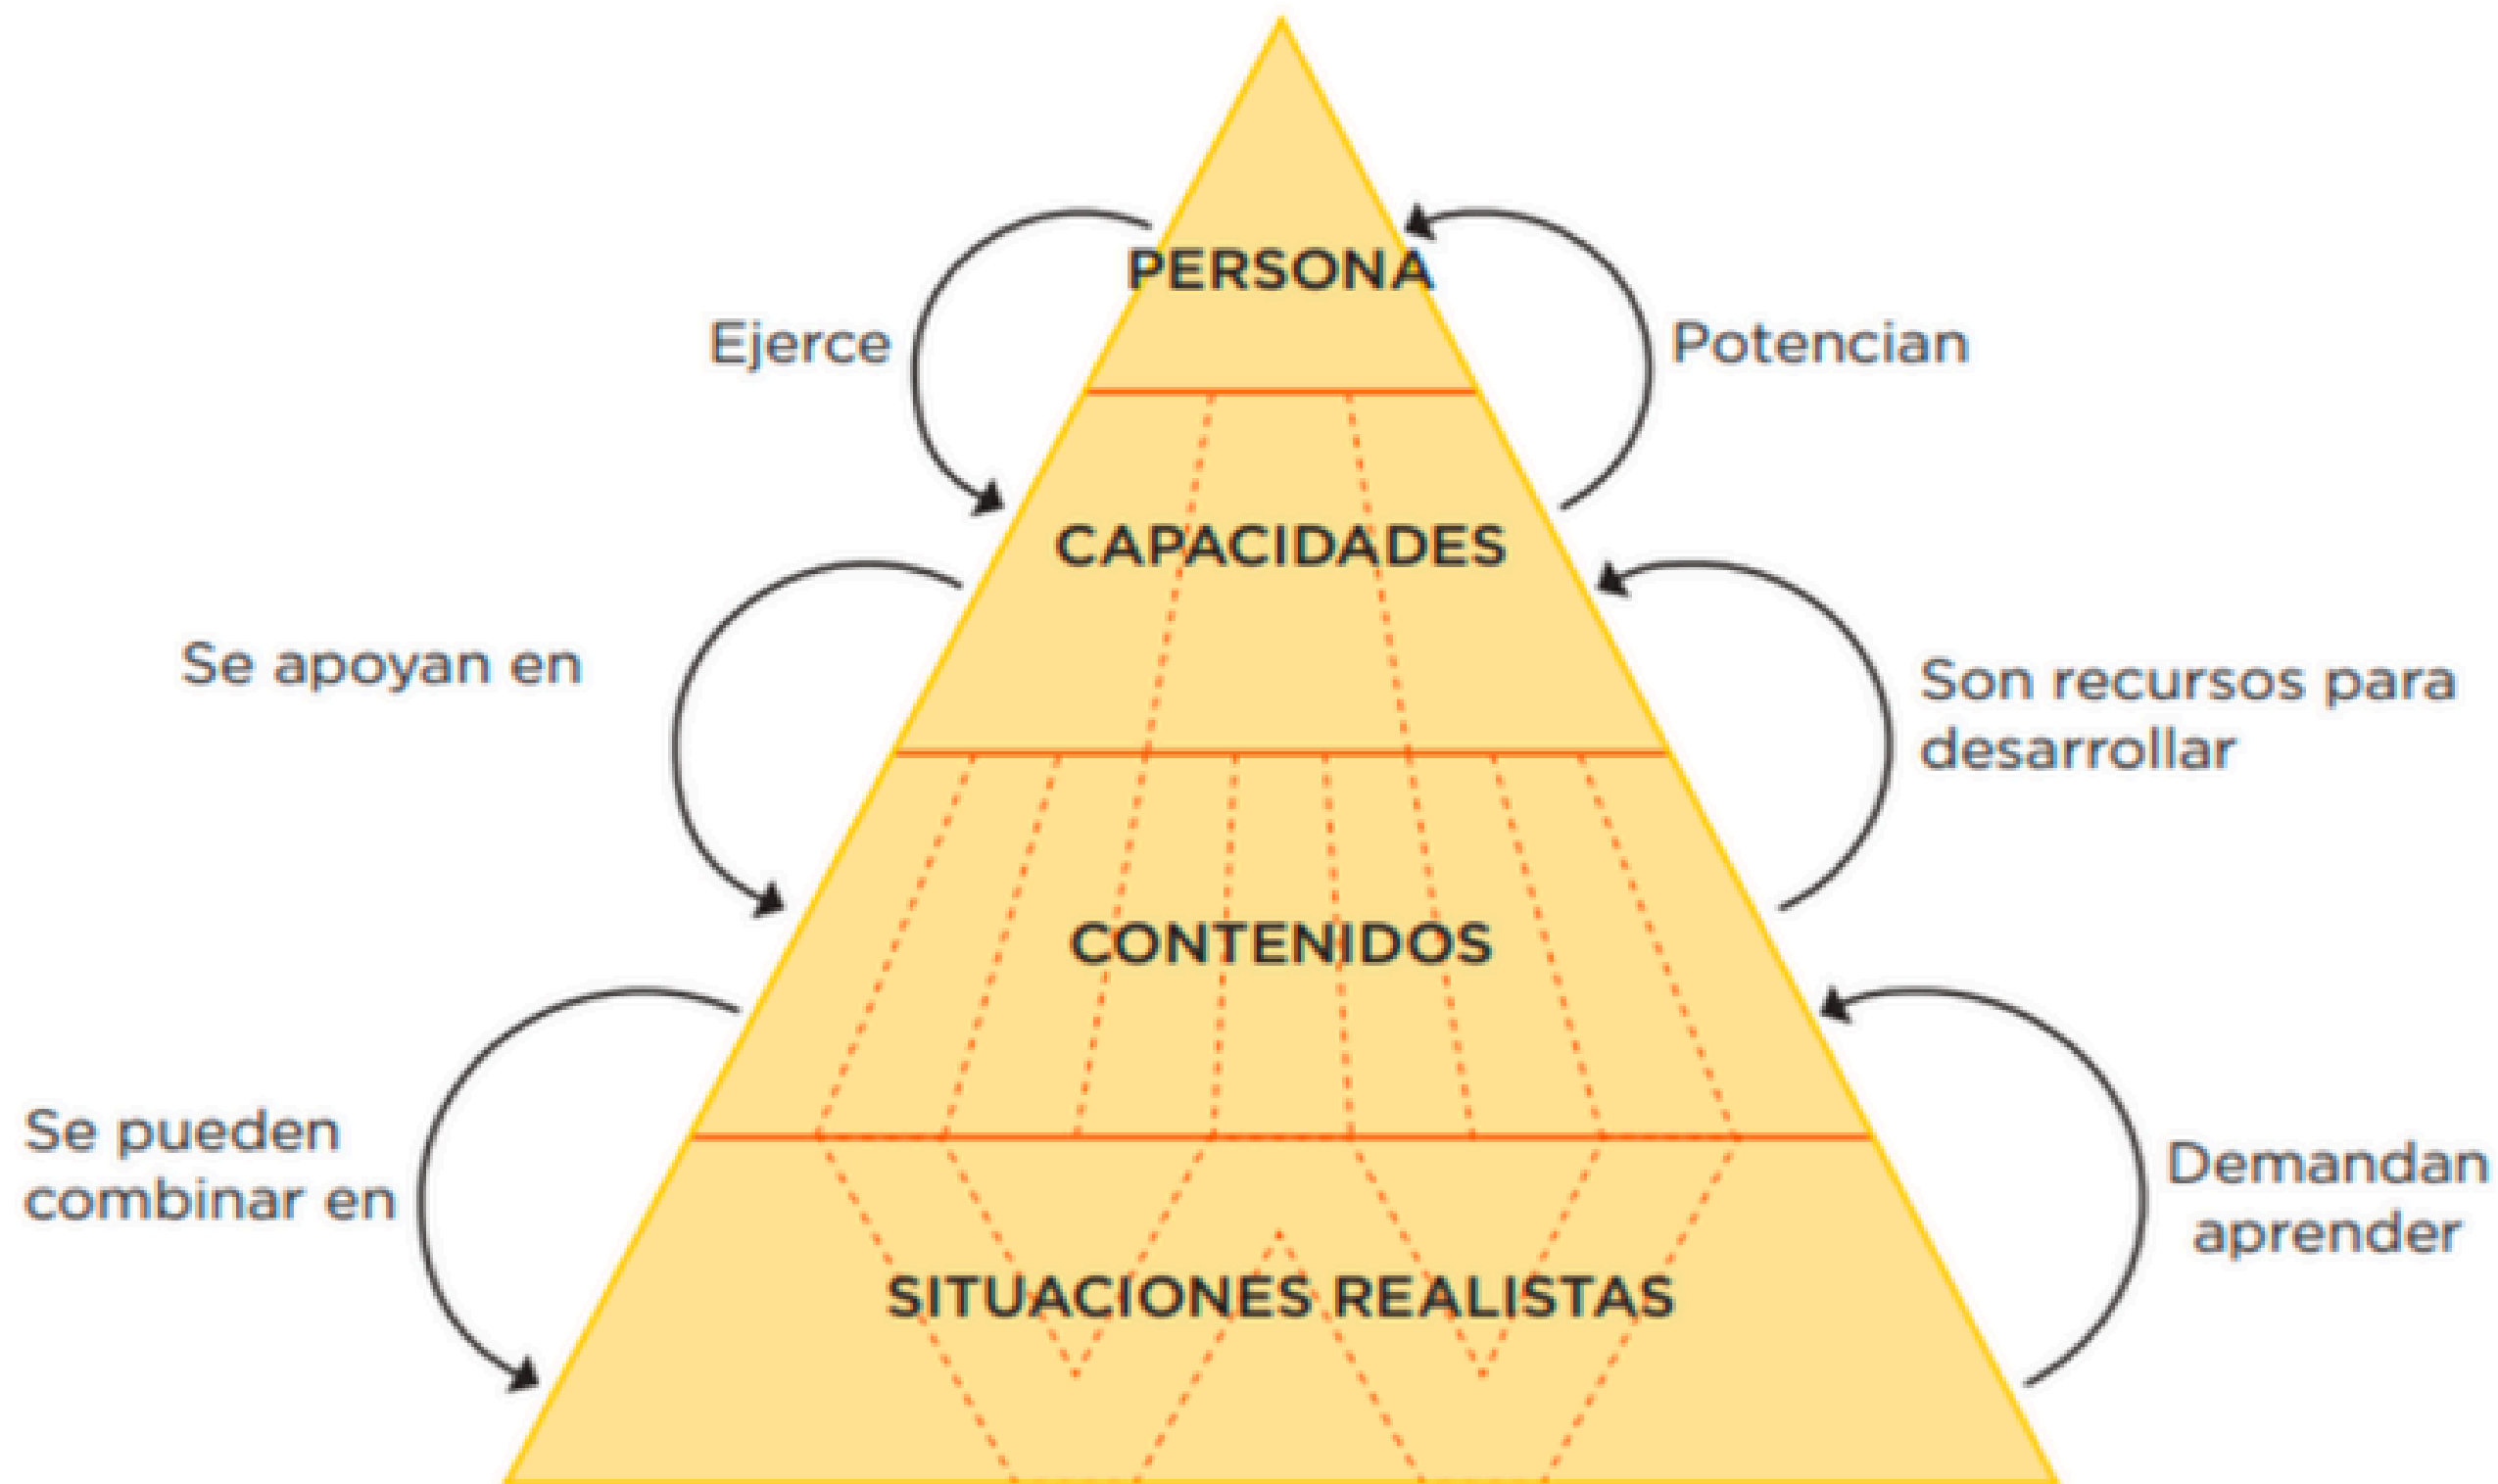 PERSONA
Ejerce
Potencian
CAPACIDADES
Se apoyan en
Son recursos para
desarrollar
CONTENIDOS
Se pueden
combinar en
Demandan
aprender
SITUACIONES REALISTAS